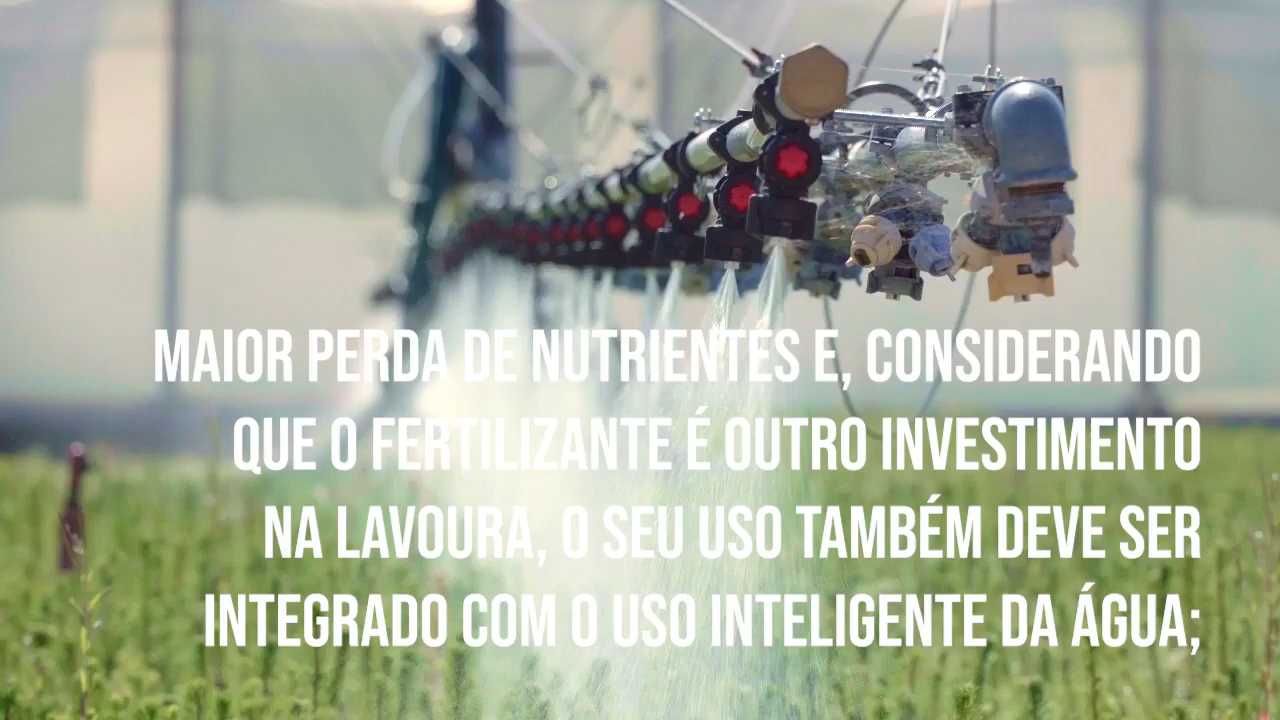 MAIOR PERDA DE NUTRIENTES E, CONSIDERANDO
QUE O FERTILIZANTE É OUTRO INVESTIMENTO
NA LAVOURA, O SEU USO TAMBÉM DEVE SER
INTEGRADO COM O USO INTELIGENTE DA ÁGUA;